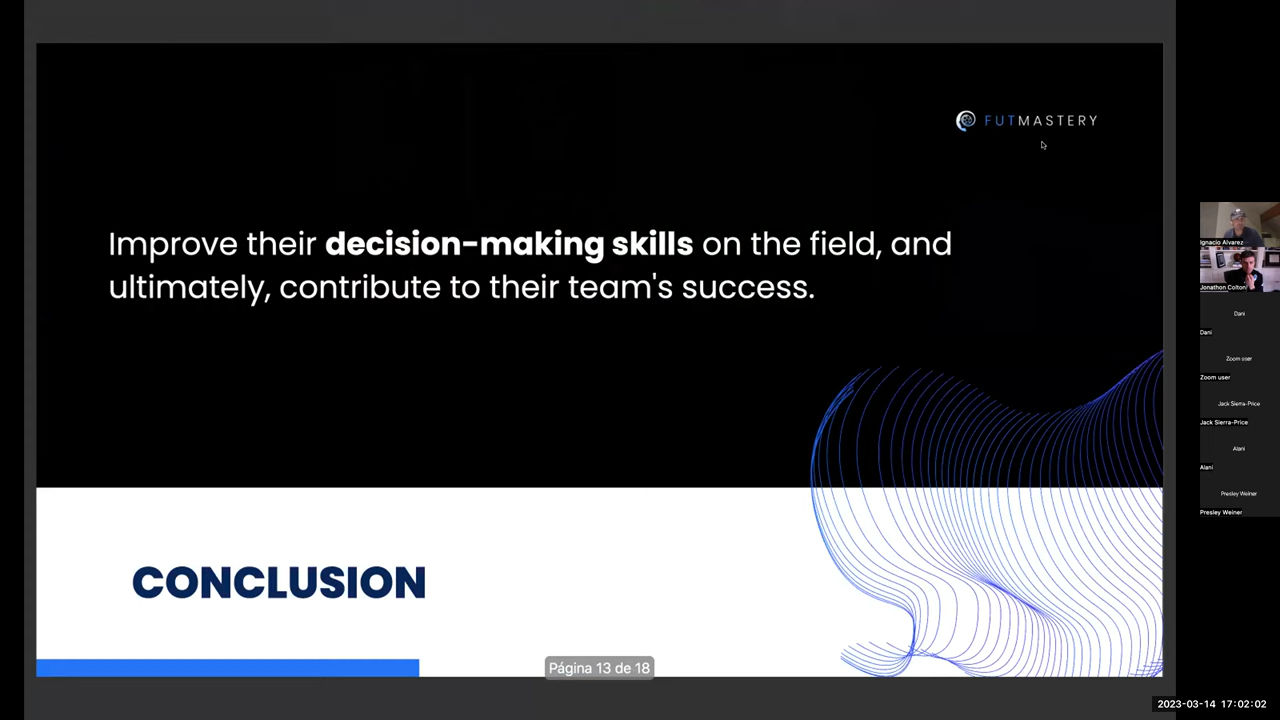 FUTMASTERY
Improve their decision-making skills on the field, and
ultimately, contribute to their team's success.
CONCLUSION
Página 13 de 18
Ignacio Alvarez
Jonathon Colton
Dani
Dani
Zoom user
Zoom user
Jack Sierra-Price
Jack Sierra-Price
Alani
Alani
Presley Weiner
Presley Weiner
2023-03-14 17:02:02